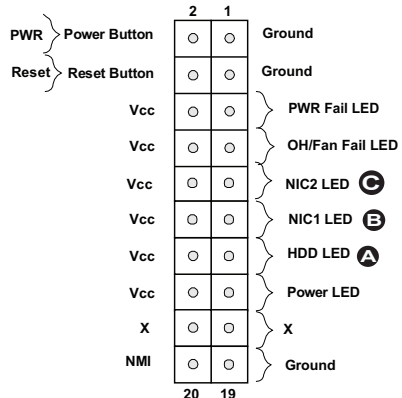 2 1
PWR Power Button Ground
Reset Reset Button Ground
Vcc PWR Fail LED
Vcc OH/Fan Fail LED
Vcc NIC2 LED C
Vcc NIC1 LED B
Vcc HDD LED A
Vcc Power LED
X X
NMI Ground
20 19